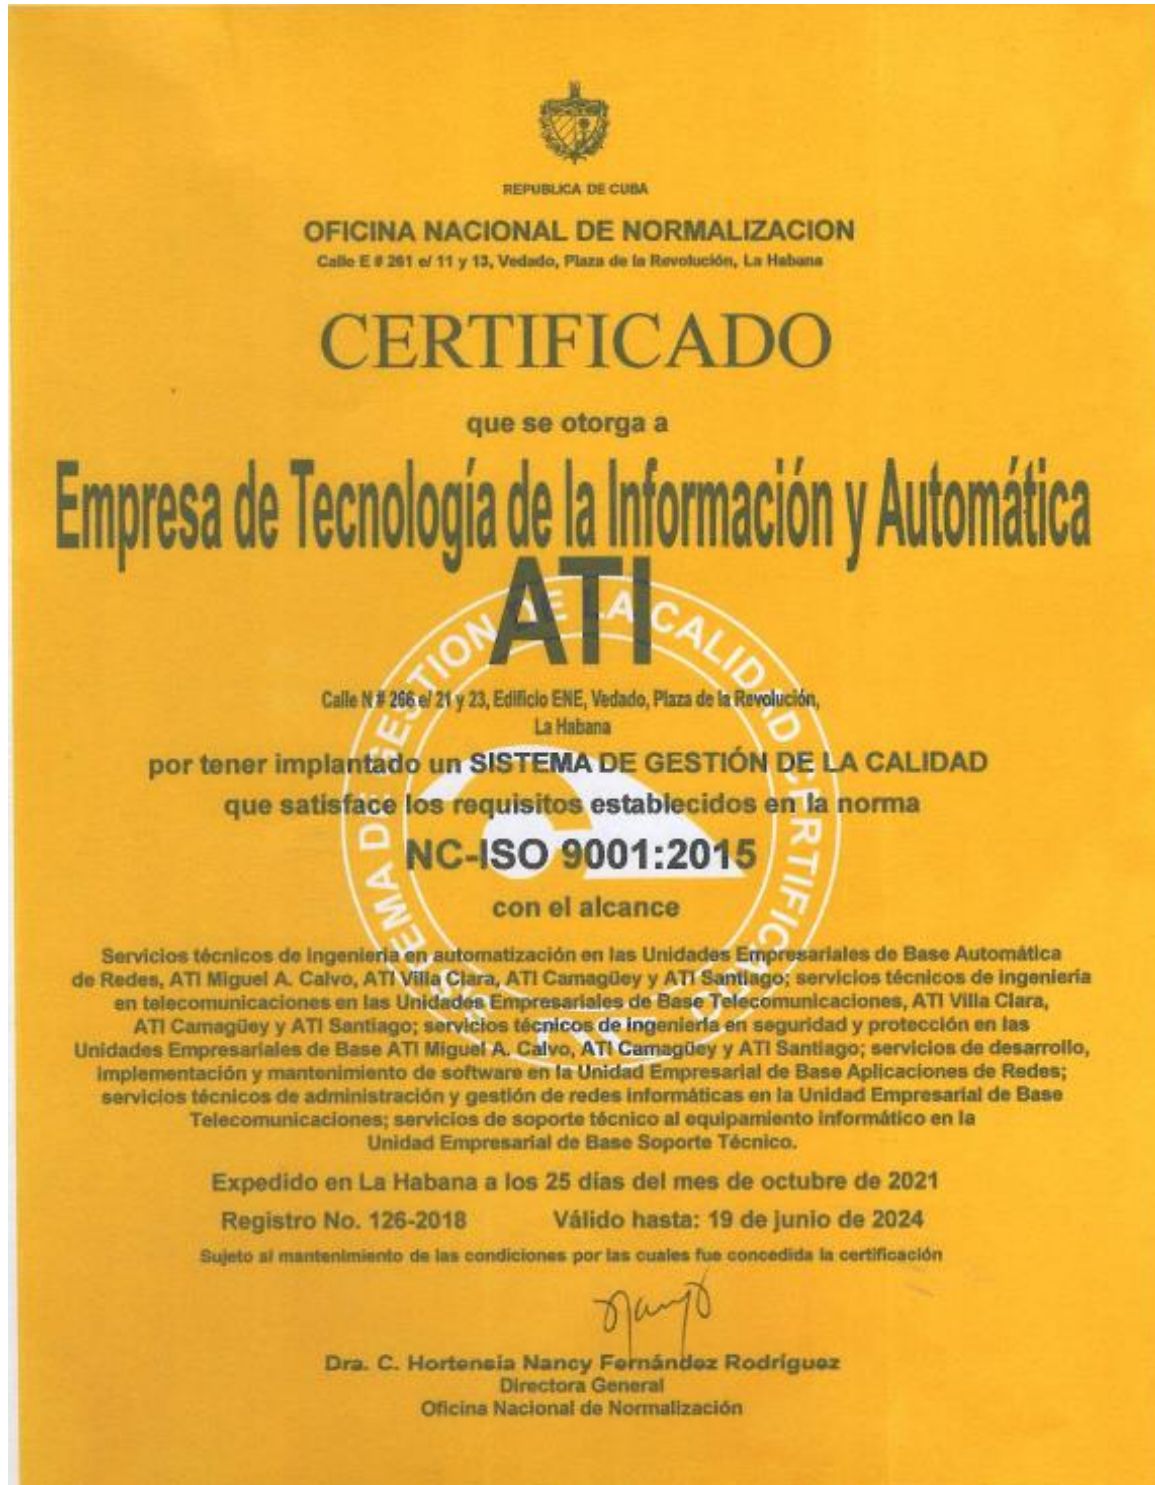 REPUBLICA DE CUBA
OFICINA NACIONAL DE NORMALIZACION
Calle E # 261 e/ 11 y 13, Vedado, Plaza de la Revolución, La Habana
CERTIFICADO
que se otorga a
Empresa de Tecnología de la Información y Automática
ATI
Calle N # 266 e/ 21 y 23, Edificio ENE, Vedado, Plaza de la Revolución,
La Habana
por tener implantado un SISTEMA DE GESTIÓN DE LA CALIDAD
que satisface los requisitos establecidos en la norma
NC-ISO 9001:2015
con el alcance
Servicios técnicos de Ingeniería en automatización en las Unidades Empresariales de Base Automática
de Redes, ATI Miguel A. Calvo, ATI Villa Clara, ATI Camagüey y ATI Santiago; servicios técnicos de ingeniería
en telecomunicaciones en las Unidades Empresariales de Base Telecomunicaciones, ATI Villa Clara,
ATI Camagüey y ATI Santiago; servicios técnicos de ingeniería en seguridad y protección en las
Unidades Empresariales de Base ATI Miguel A. Calvo, ATI Camagüey y ATI Santiago; servicios de desarrollo,
implementación y mantenimiento de software en la Unidad Empresarial de Base Aplicaciones de Redes;
servicios técnicos de administración y gestión de redes informáticas en la Unidad Empresarial de Base
Telecomunicaciones; servicios de soporte técnico al equipamiento informático en la
Unidad Empresarial de Base Soporte Técnico.
Expedido en La Habana a los 25 días del mes de octubre de 2021
Registro No. 126-2018 Válido hasta: 19 de junio de 2024
Sujeto al mantenimiento de las condiciones por las cuales fue concedida la certificación
Dra. C. Hortensia Nancy Fernández Rodríguez
Directora General
Oficina Nacional de Normalización
SISTEMA DE GESTION DE LA CALIDAD CERTIFICADO